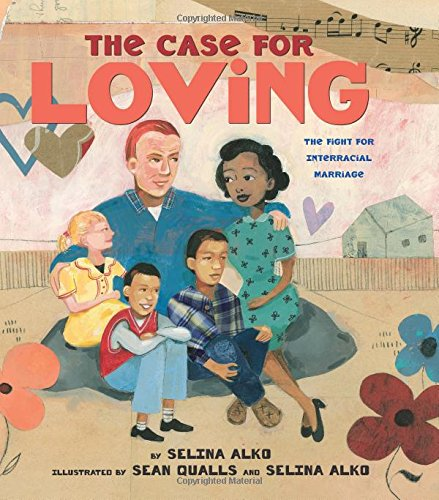 THE CASE FOR
LOViNG
THE FiGHT FOR
iNTERRACiAL
MARRiAGE
BY SELiNA ALKO
iLLUSTRATED BY SEAN QUALLS AND SELiNA ALKO